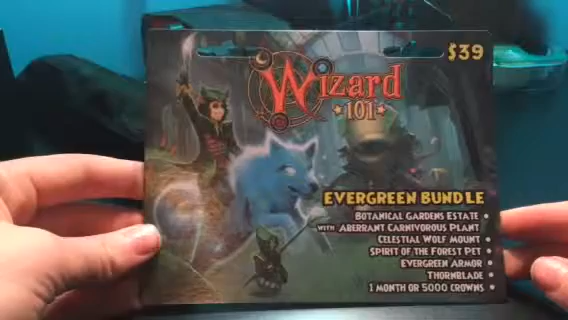 $39
Wizard
101
EVERGREEN BUNDLE
BOTANICAL GARDENS ESTATE •
WITH ABERRANT CARNIVOROUS PLANT
CELESTIAL WOLF MOUNT •
SPIRIT OF THE FOREST PET •
EVERGREEN ARMOR •
THORNBLADE •
1 MONTH OR 5000 CROWNS •